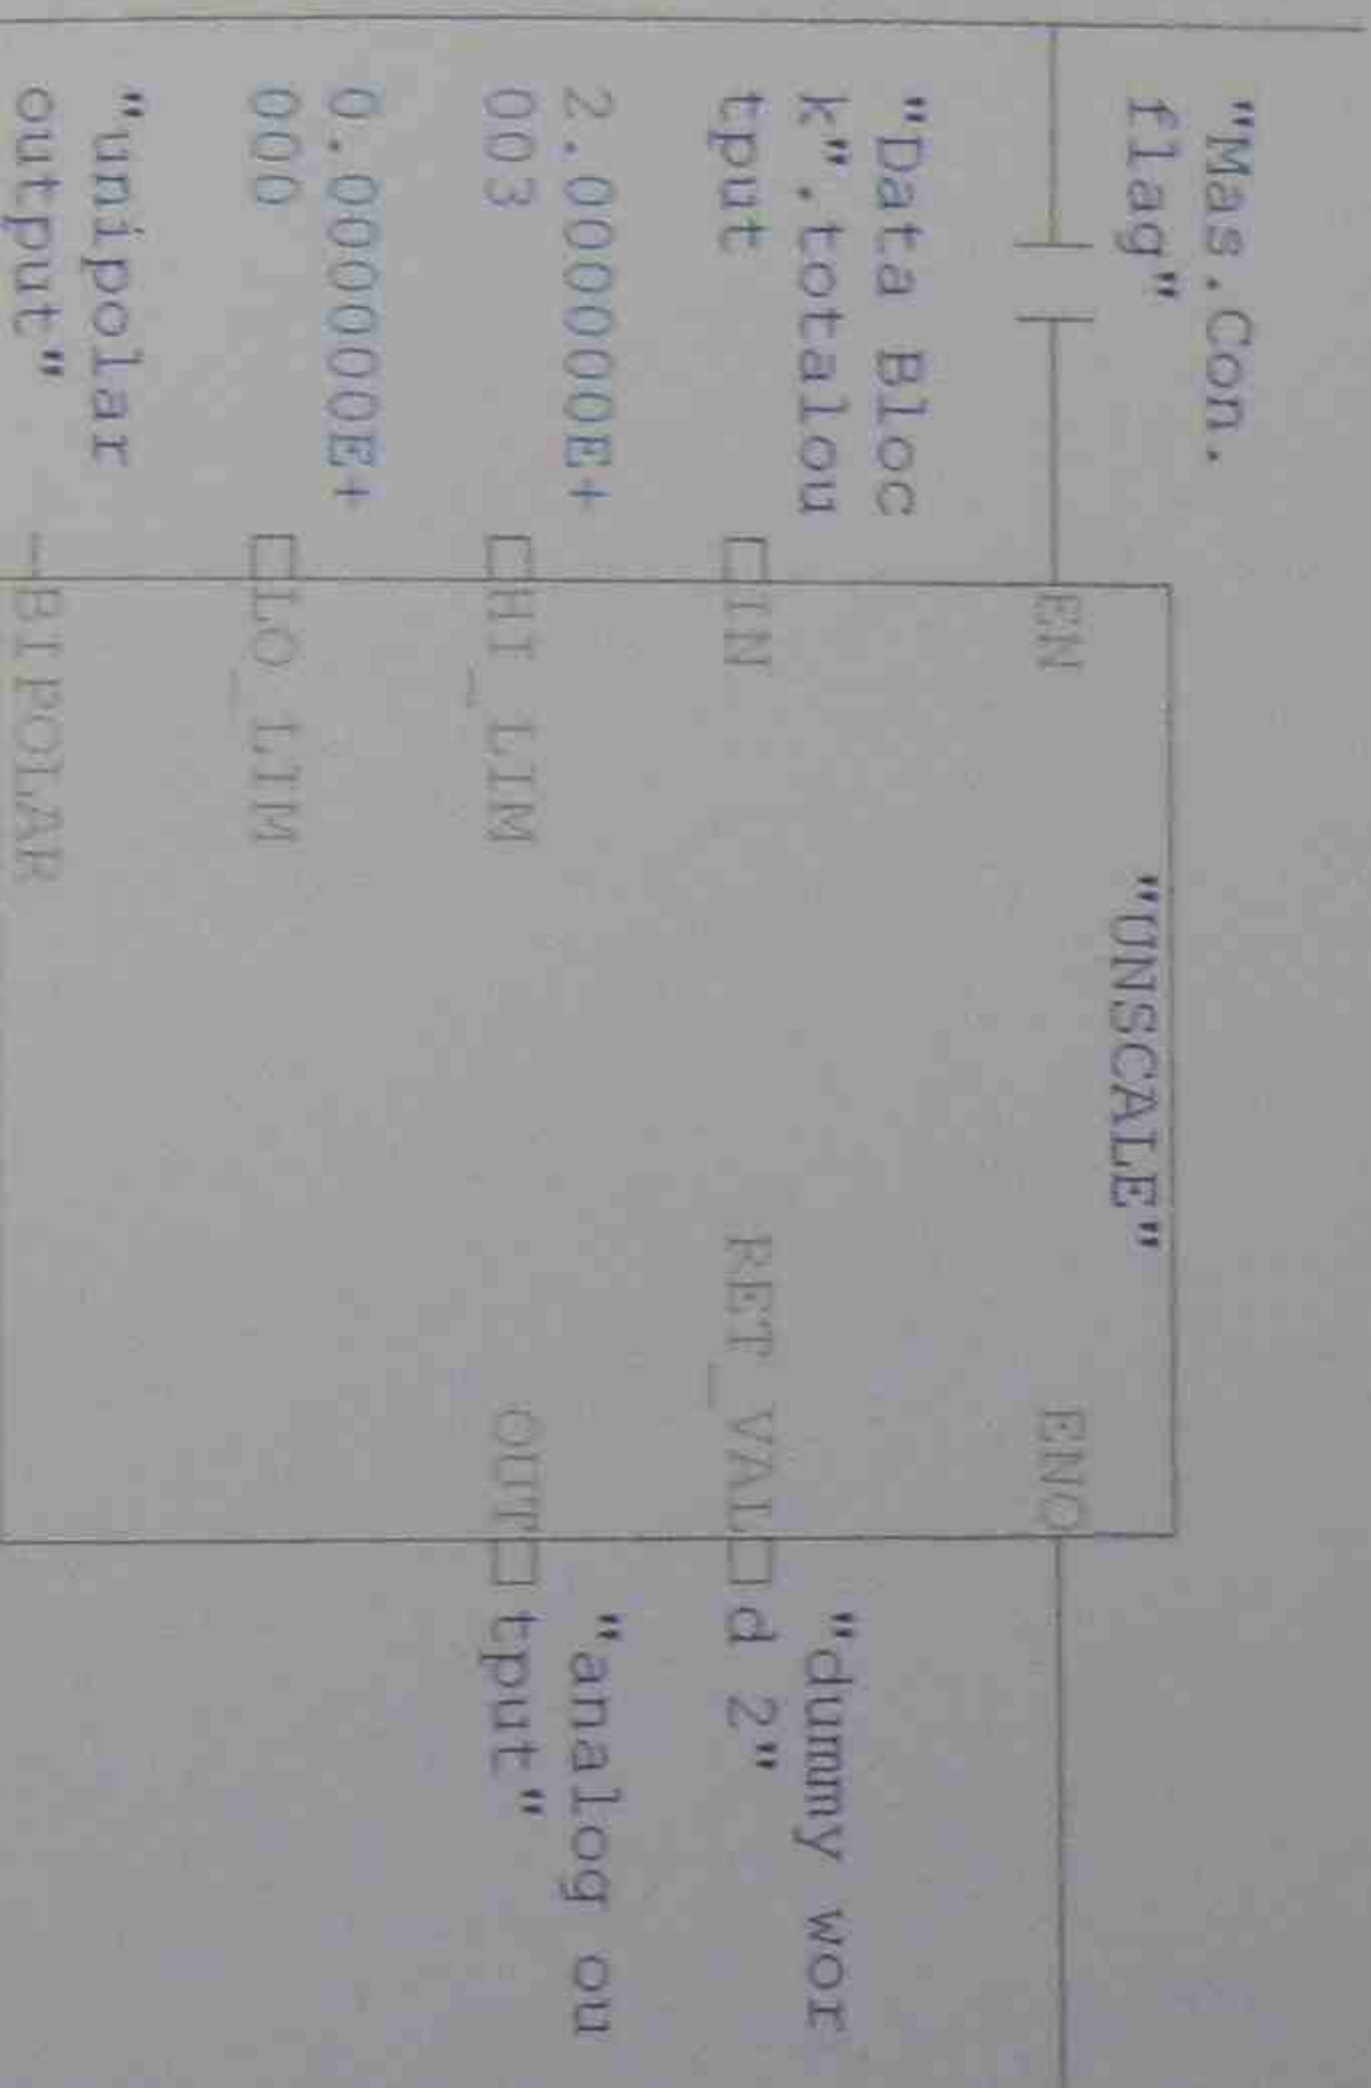 "Mas.Con.
flag"
"UNSCALE"
EN
ENO
"Data Bloc
k".totalou
tput
IN
RET_VAL
"dummy wor
d 2"
2.000000E+
003
HI_LIM
OUT
"analog ou
tput"
0.000000E+
000
LO_LIM
"unipolar
output"
BIPOLAR